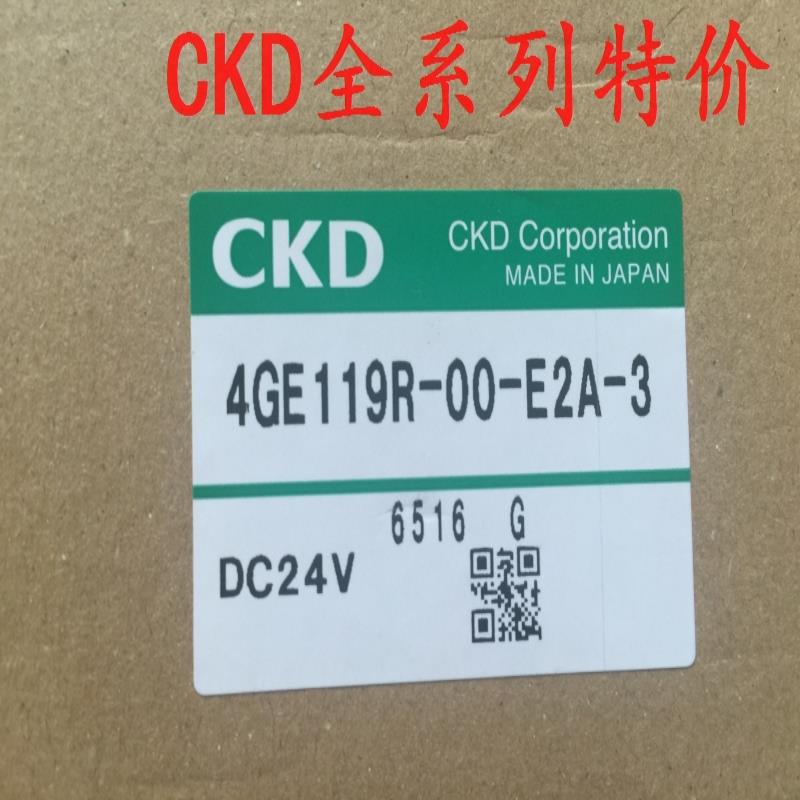 CKD全系列特价
CKD
CKD Corporation
MADE IN JAPAN
4GE119R-00-E2A-3
6516 G
DC24V